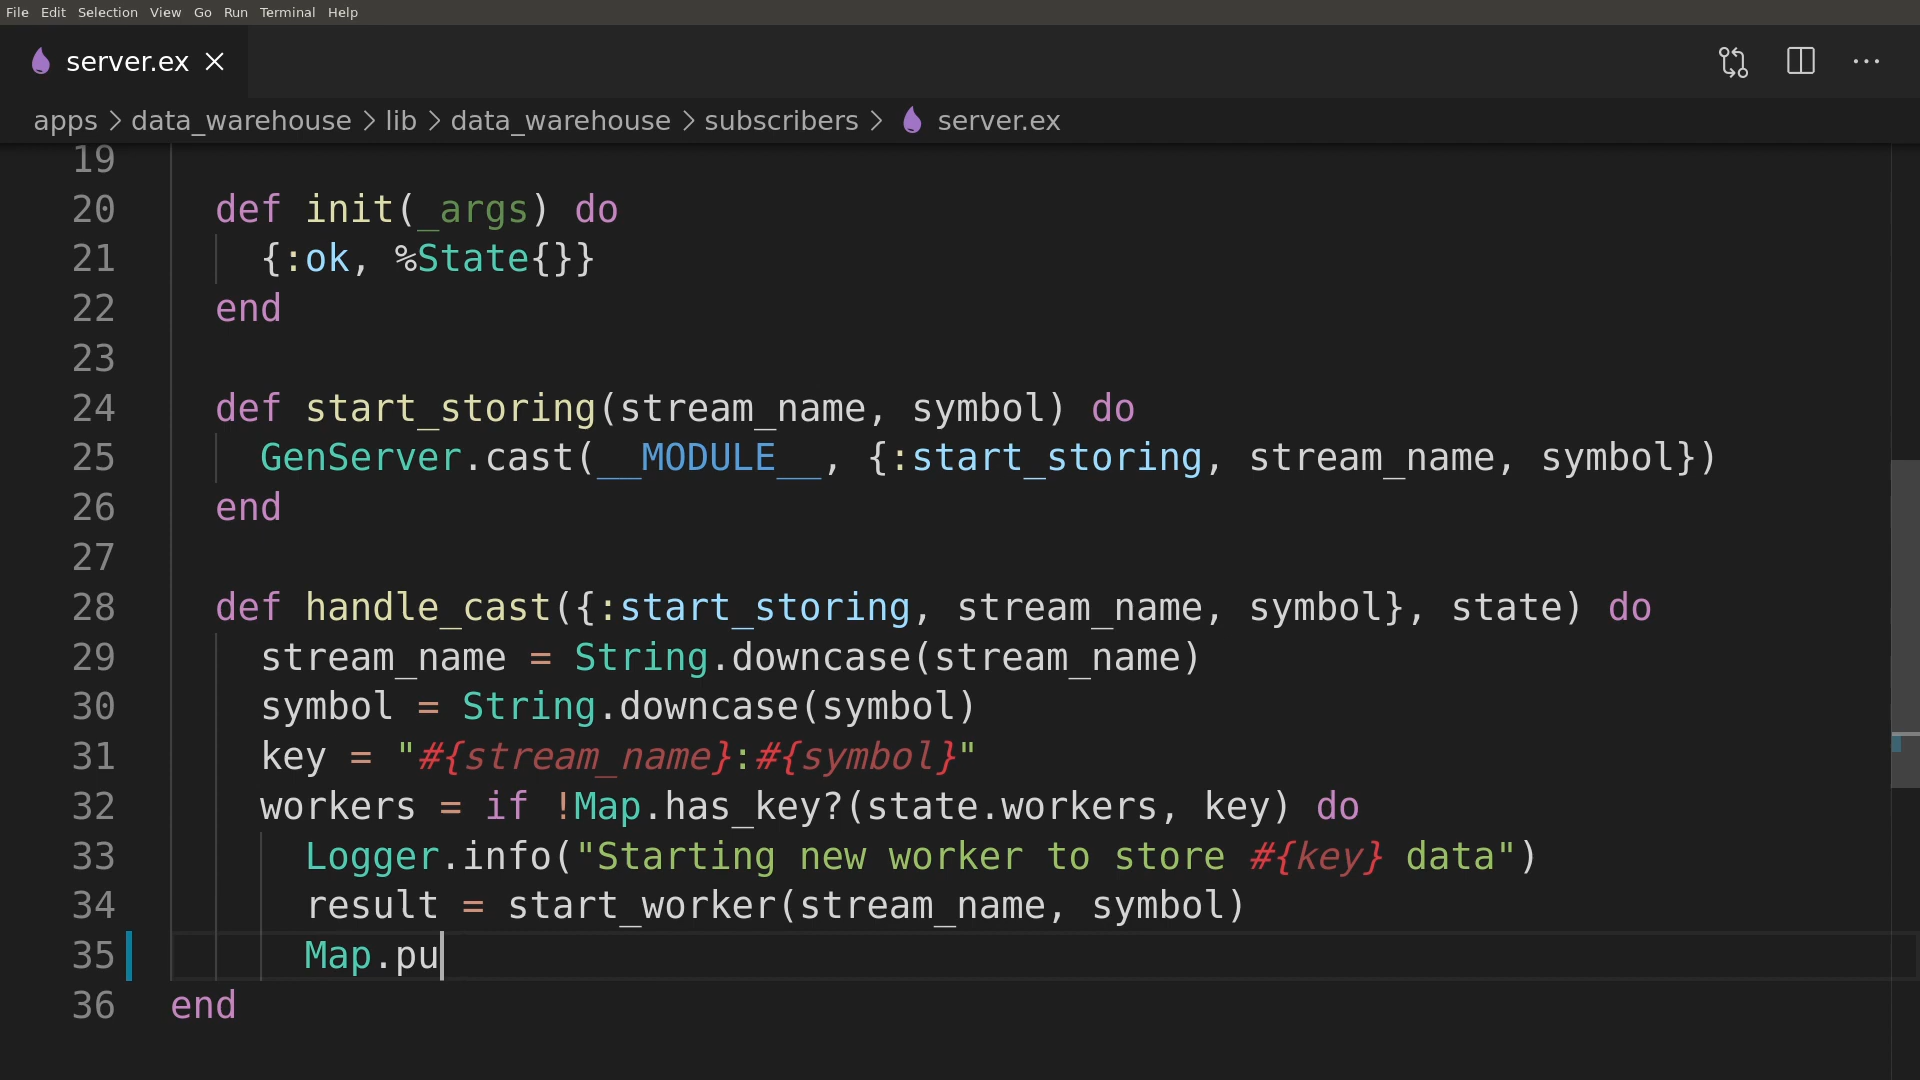 File Edit Selection View Go Run Terminal Help
server.ex
apps > data_warehouse > lib > data_warehouse > subscribers > server.ex
19
20 def init(_args) do
21 {:ok, %State{}}
22 end
23
24 def start_storing(stream_name, symbol) do
25 GenServer.cast(__MODULE__, {:start_storing, stream_name, symbol})
26 end
27
28 def handle_cast({:start_storing, stream_name, symbol}, state) do
29 stream_name = String.downcase(stream_name)
30 symbol = String.downcase(symbol)
31 key = "#{stream_name}:#{symbol}"
32 workers = if !Map.has_key?(state.workers, key) do
33 Logger.info("Starting new worker to store #{key} data")
34 result = start_worker(stream_name, symbol)
35 Map.pu
36 end